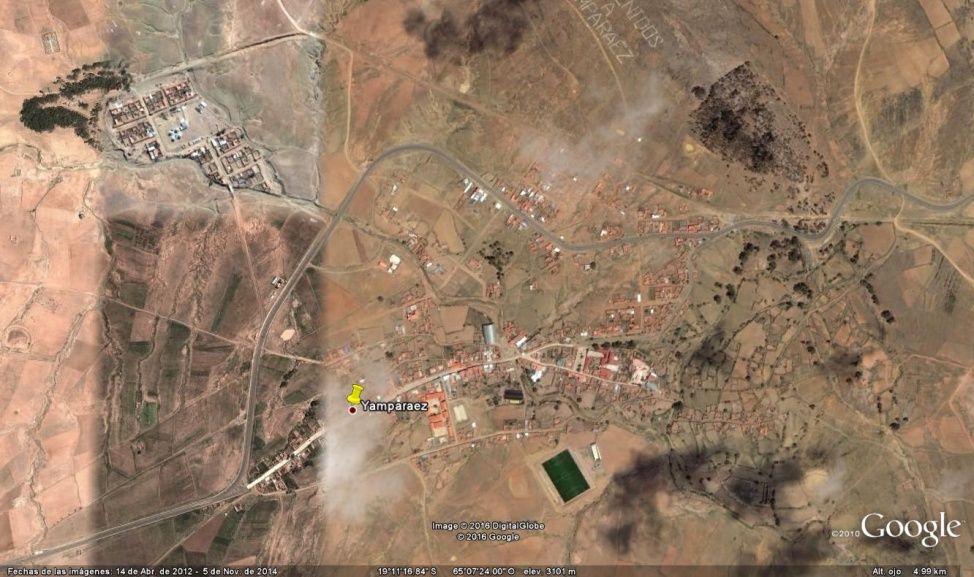 A
Yamparaez
Image © 2016 DigitalGlobe
© 2016 Google
©2010 Google
Fechas de las imágenes: 14 de Abr. de 2012 - 5 de Nov. de 2014 19°11'16.84" S 65°07'24.00" O elev. 3101 m Alt. ojo 4.99 km